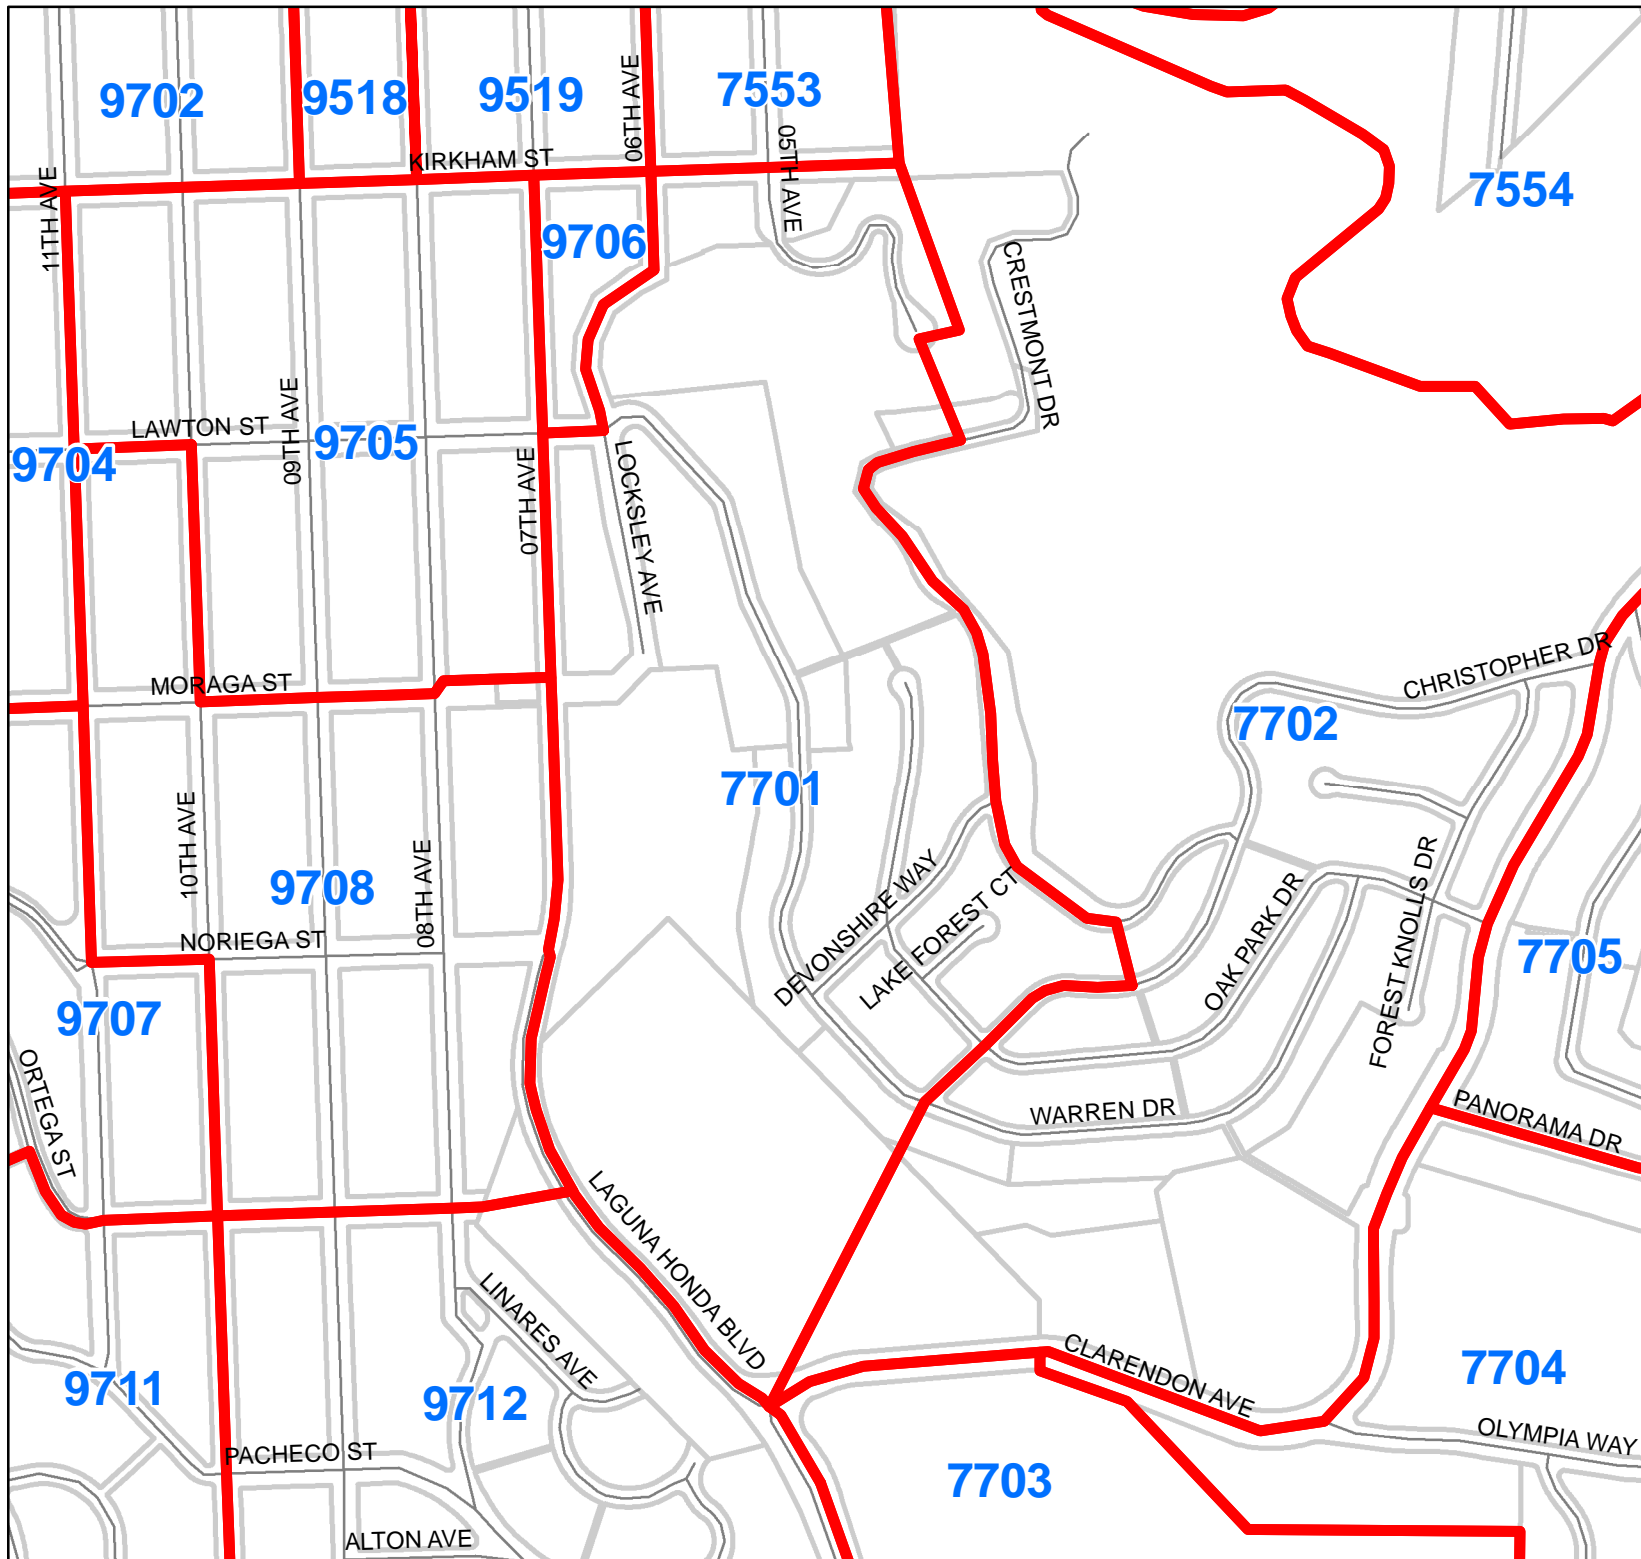 9702
9518
9519
06TH AVE
7553
05TH AVE
KIRKHAM ST
11TH AVE
7554
9706
CRESTMONT DR
LAWTON ST
09TH AVE
9705
9704
07TH AVE
LOCKSLEY AVE
MORAGA ST
CHRISTOPHER DR
7702
7701
10TH AVE
9708
08TH AVE
DEVONSHIRE WAY
LAKE FOREST CT
OAK PARK DR
FOREST KNOLLS DR
NORIEGA ST
7705
9707
ORTEGA ST
WARREN DR
PANORAMA DR
LAGUNA HONDA BLVD
LINARES AVE
CLARENDON AVE
9711
9712
7704
OLYMPIA WAY
PACHECO ST
7703
ALTON AVE